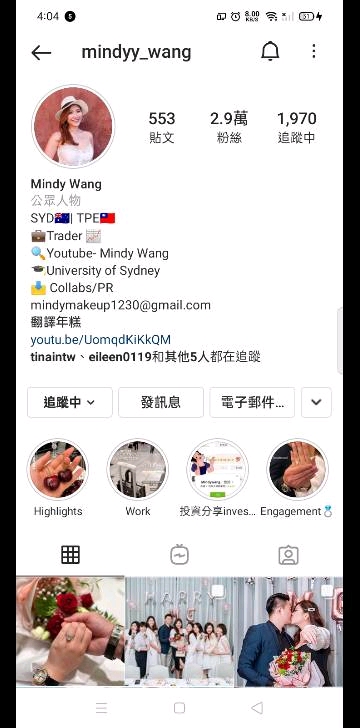 4:04
8.00
KB/S
51
mindyy_wang
553
2.9萬
1,970
貼文
粉絲
追蹤中
Mindy Wang
公眾人物
SYD| TPE
Trader
Youtube- Mindy Wang
University of Sydney
Collabs/PR
mindymakeup1230@gmail.com
翻譯年糕
youtu.be/UomqdKiKkQM
tinaintw、eileen0119和其他5人都在追蹤
追蹤中
發訊息
電子郵件...
Highlights
Work
投資分享inves...
Engagement